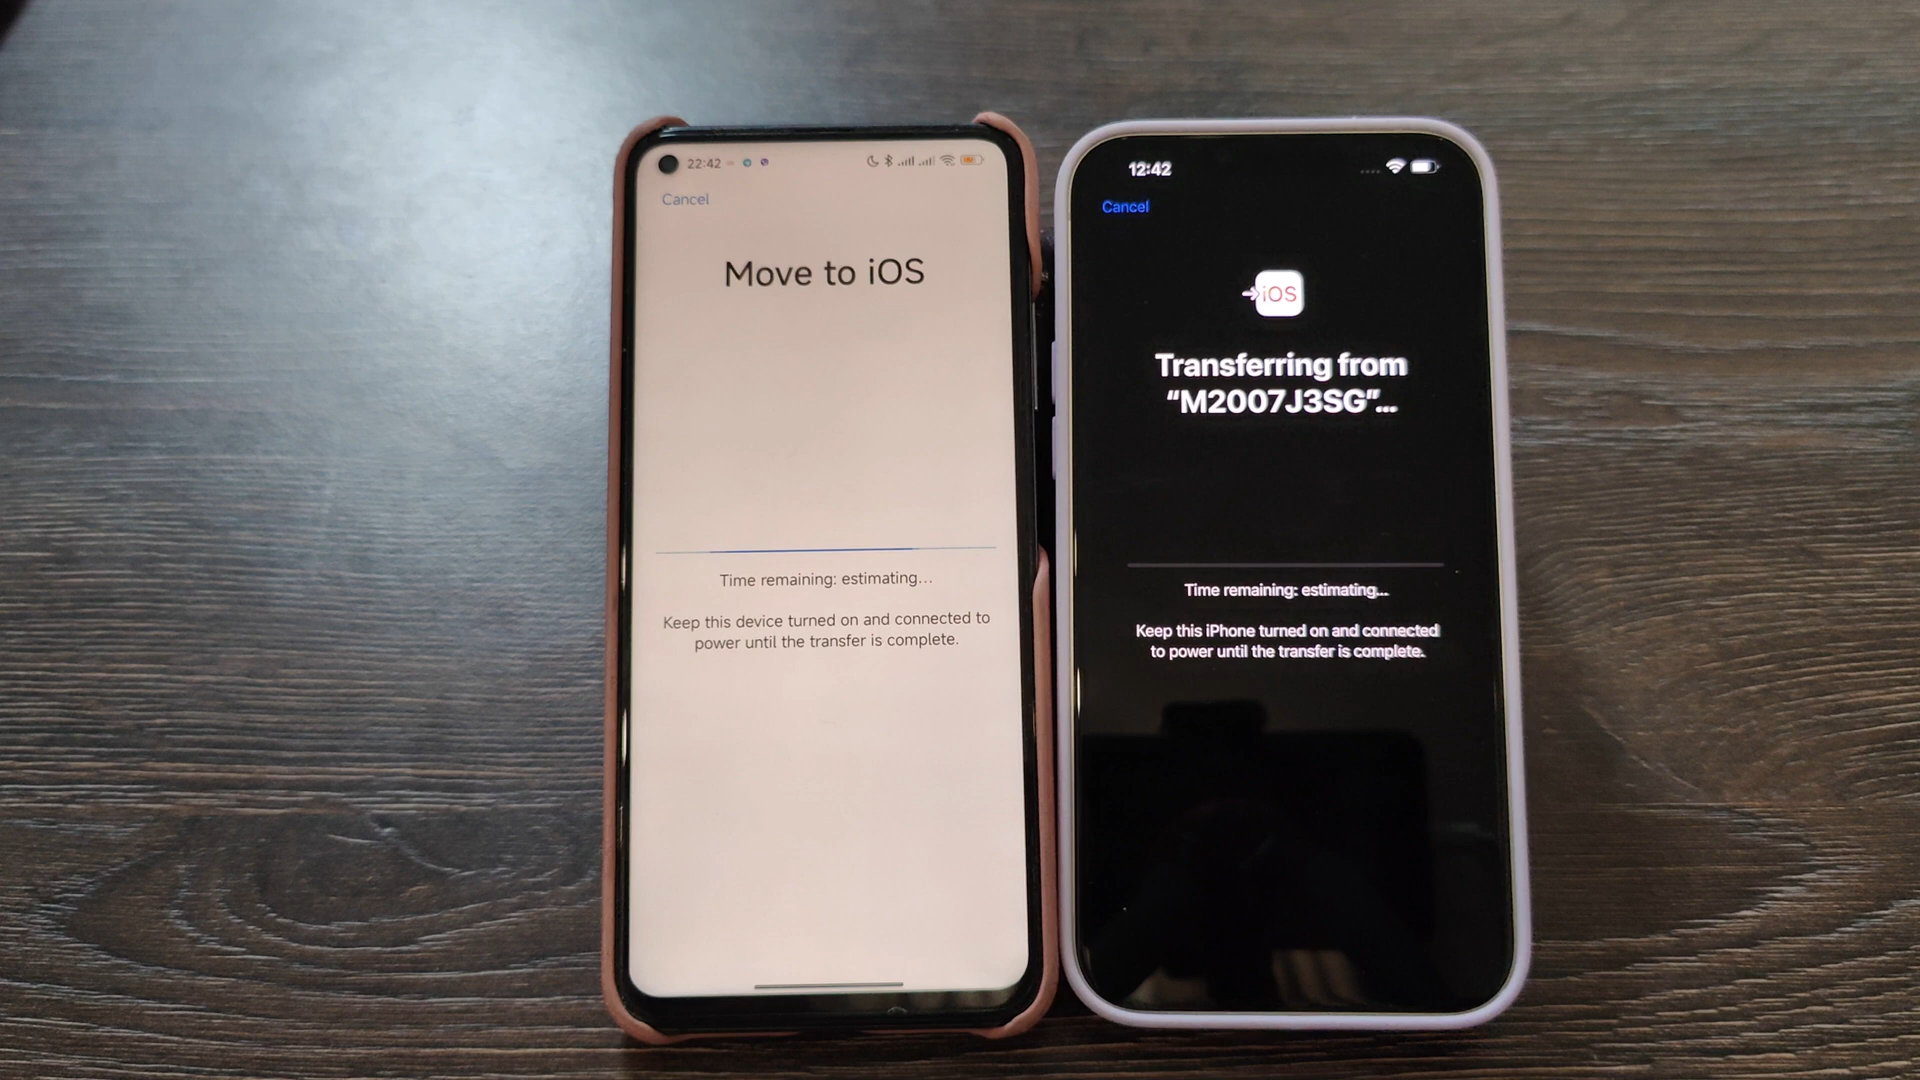 22:42
Cancel
Move to iOS
Time remaining: estimating...
Keep this device turned on and connected to
power until the transfer is complete.
12:42
Cancel
iOS
Transferring from
“M2007J3SG”...
Time remaining: estimating...
Keep this iPhone turned on and connected
to power until the transfer is complete.